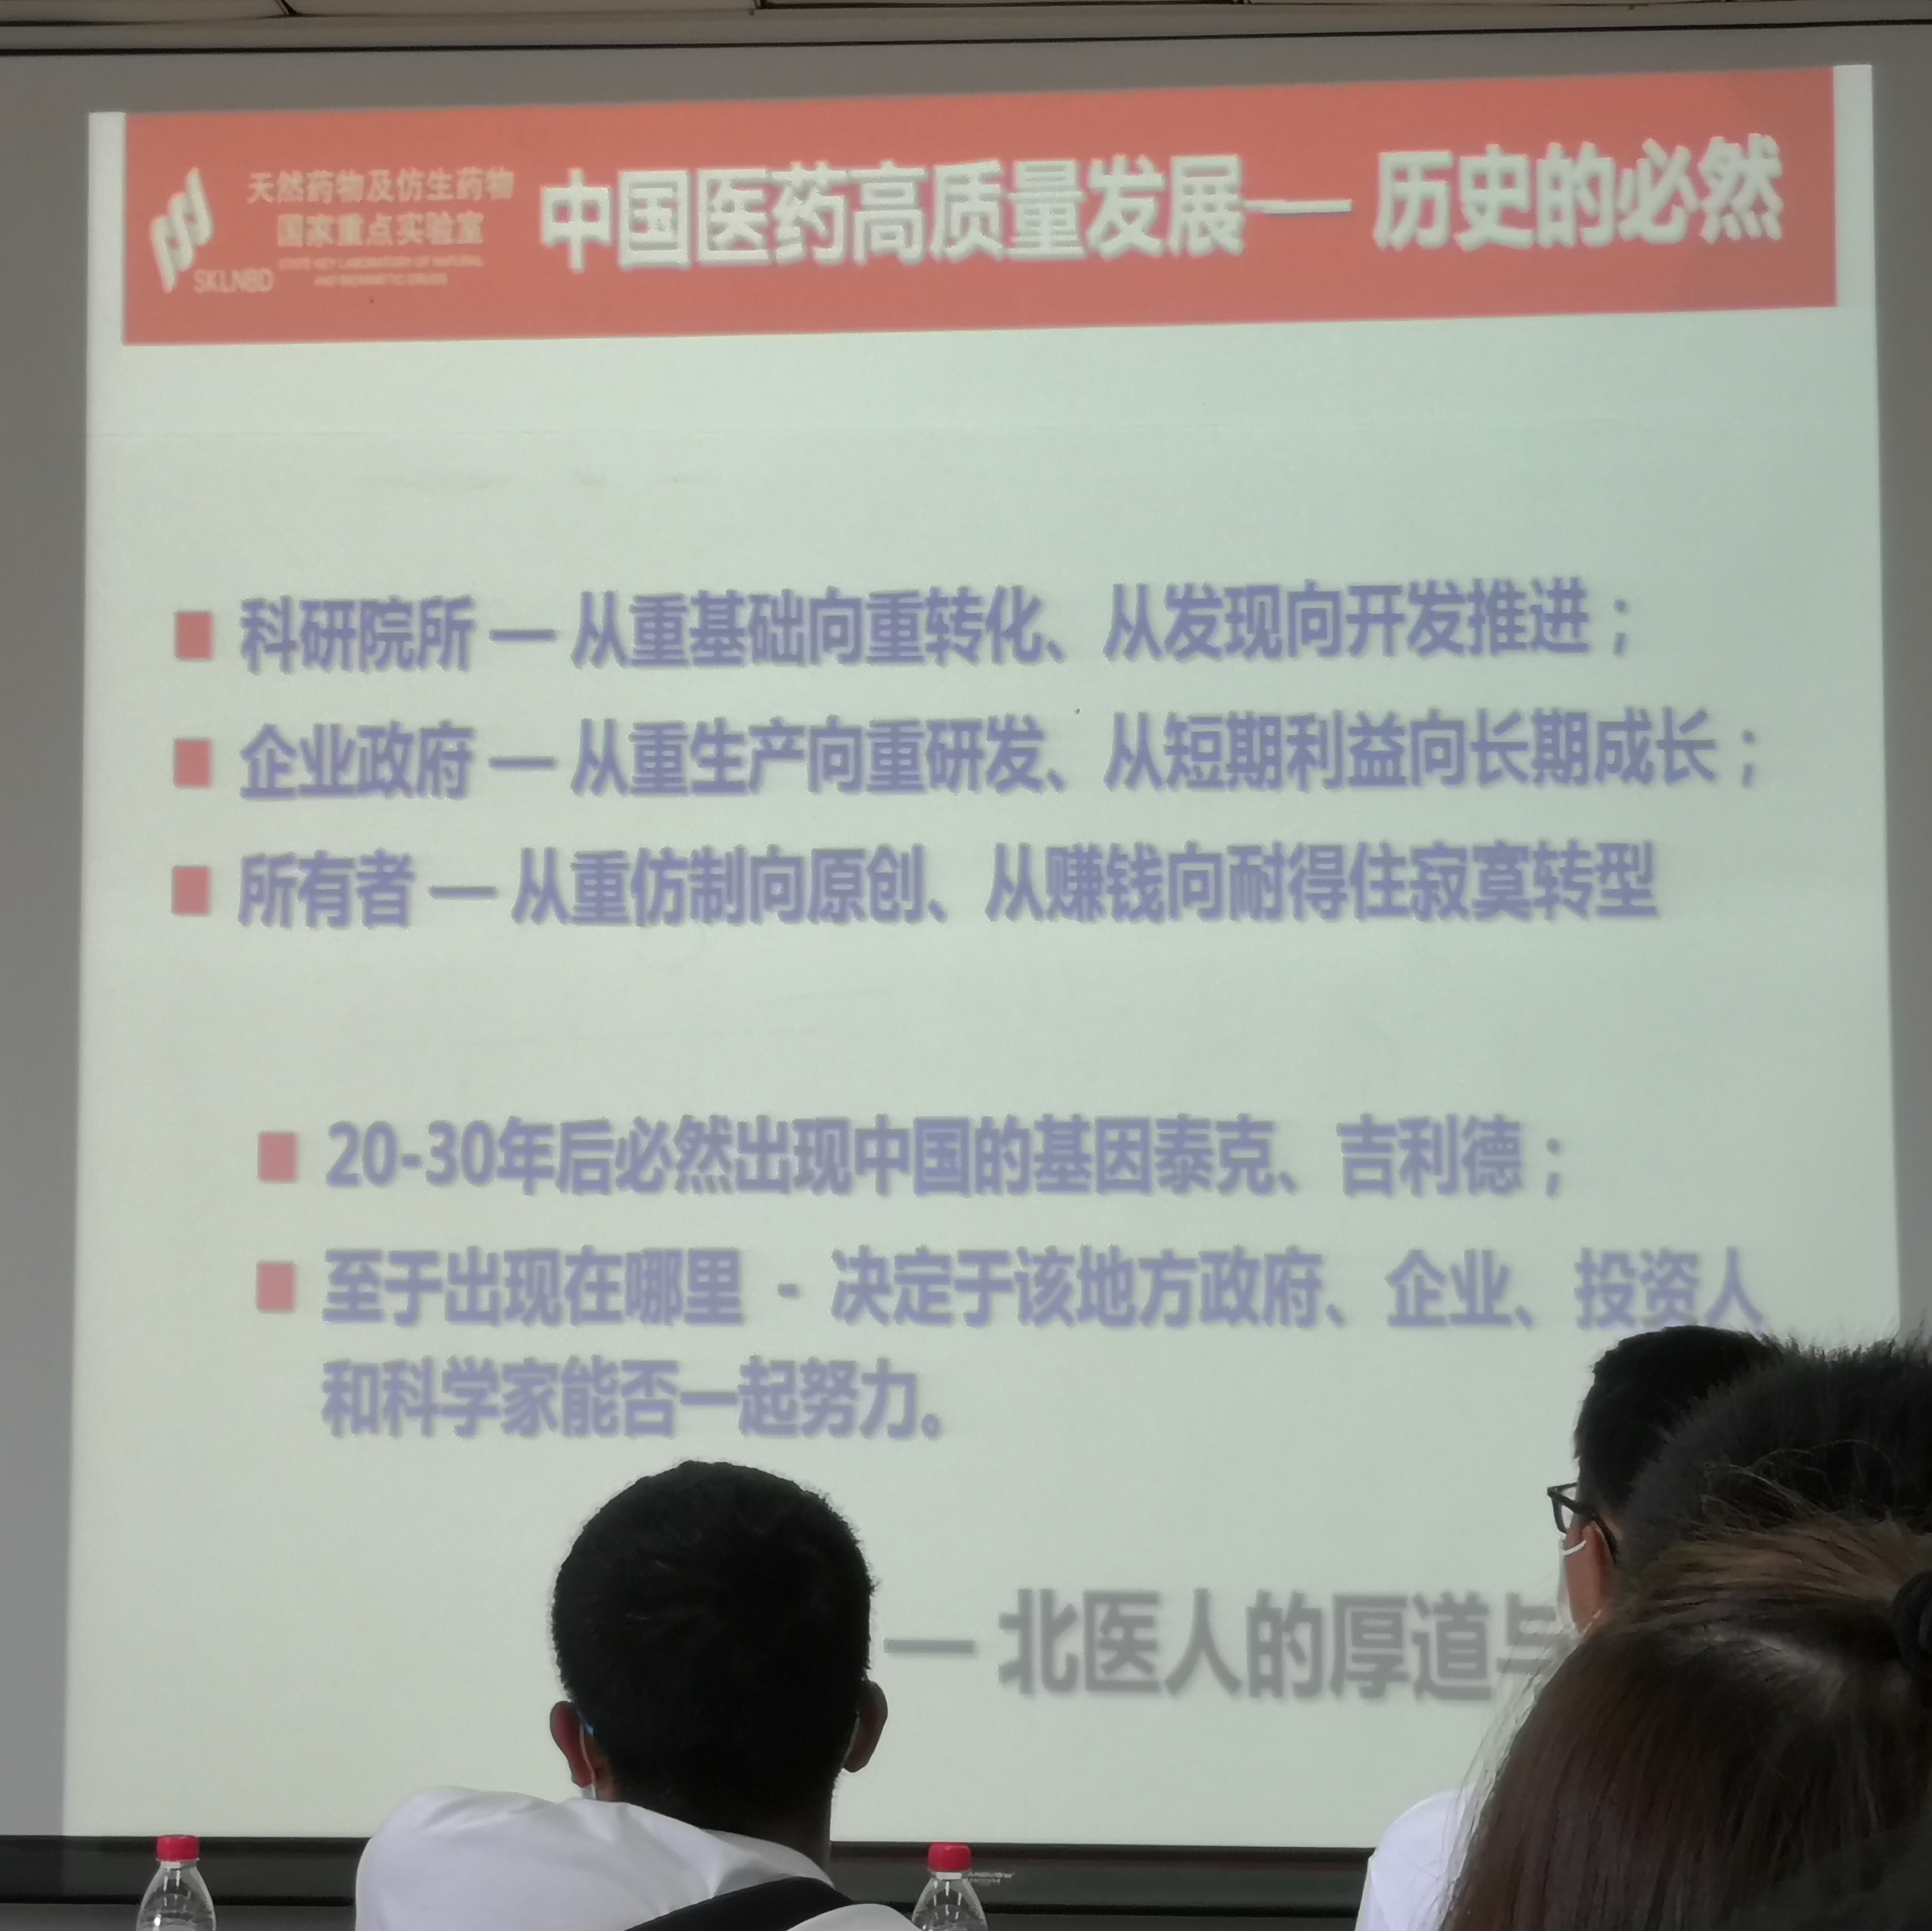 天然药物及仿生药物
国家重点实验室
STATE KEY LABORATORY OF NATURAL
AND BIOMIMETIC DRUGS
SKLNBD
中国医药高质量发展— 历史的必然
科研院所 — 从重基础向重转化、从发现向开发推进；
企业政府 — 从重生产向重研发、从短期利益向长期成长；
所有者 — 从重仿制向原创、从赚钱向耐得住寂寞转型
20-30年后必然出现中国的基因泰克、吉利德；
至于出现在哪里 - 决定于该地方政府、企业、投资人
和科学家能否一起努力。
— 北医人的厚道与